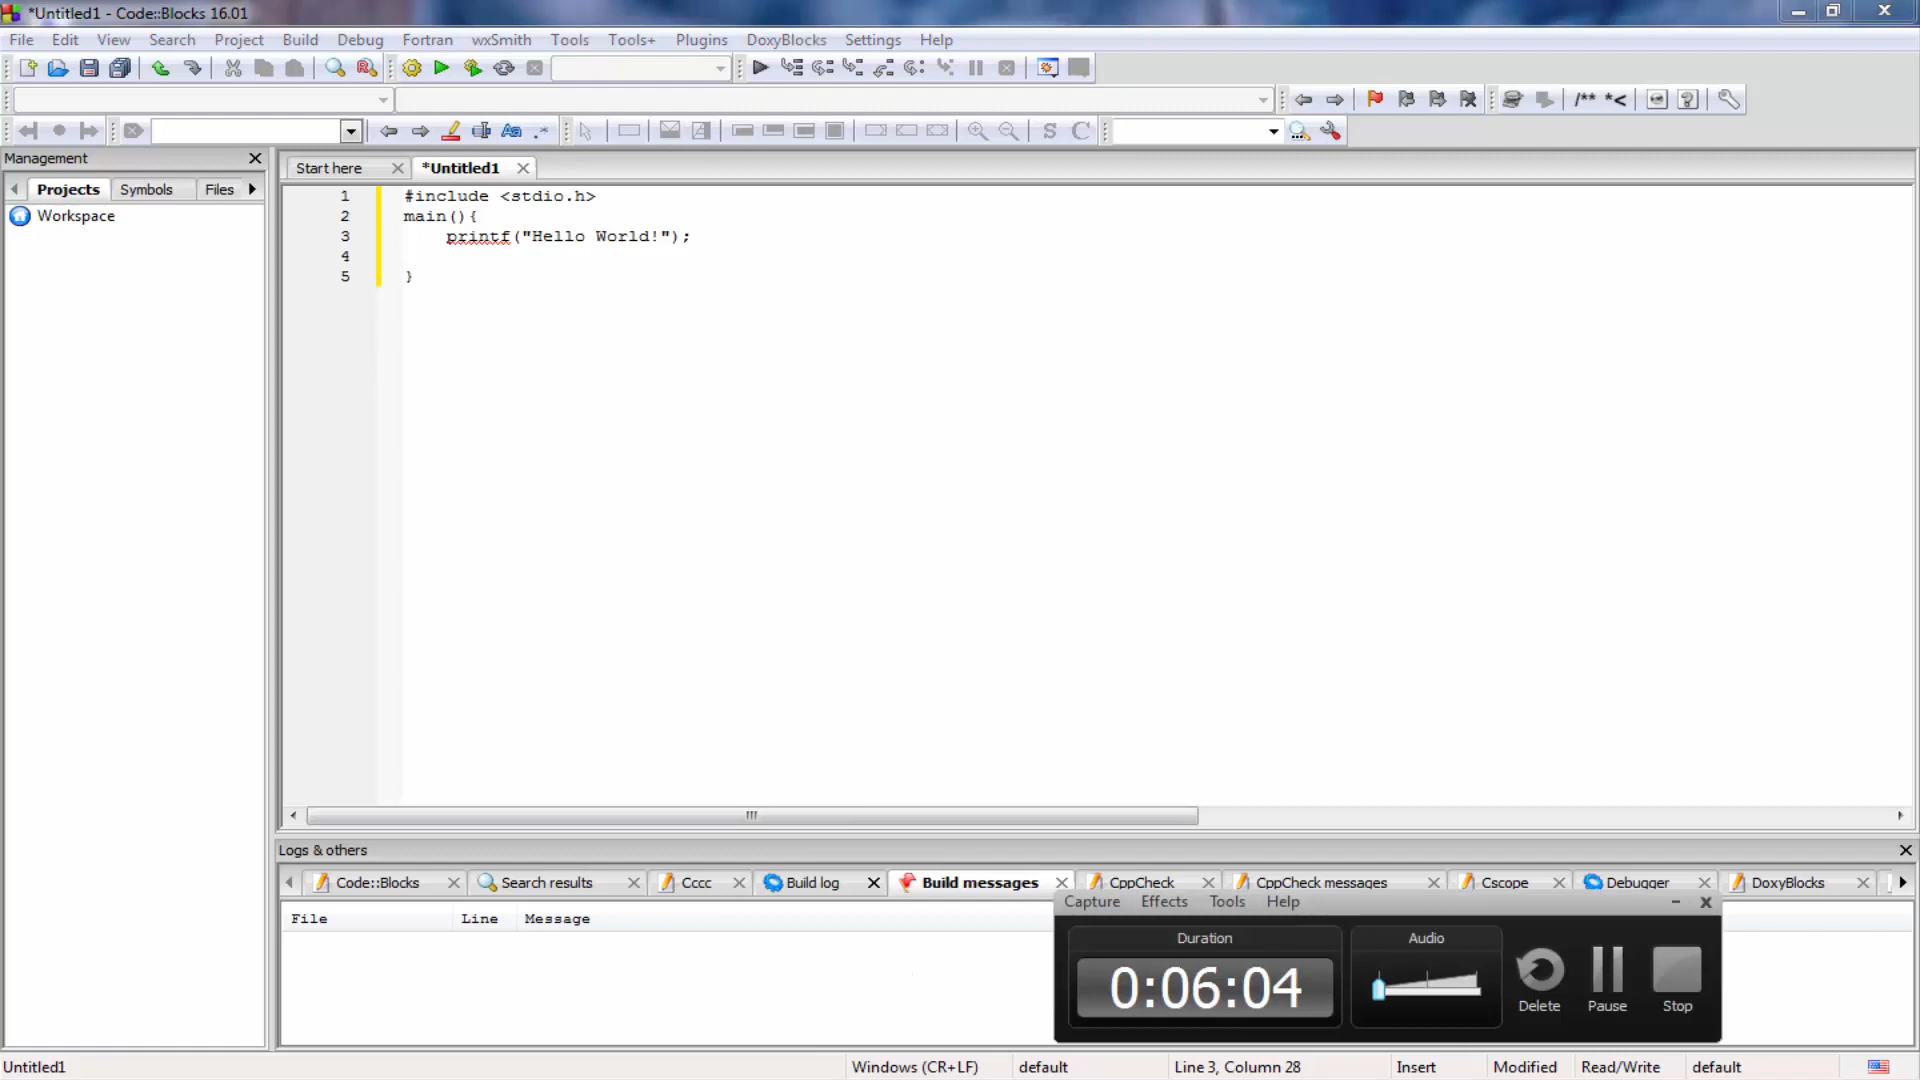 *Untitled1 - Code::Blocks 16.01
File Edit View Search Project Build Debug Fortran wxSmith Tools Tools+ Plugins DoxyBlocks Settings Help
/** *<
S C
Management
Start here *Untitled1
Projects Symbols Files
Workspace
1 #include <stdio.h>
2 main(){
3 printf("Hello World!");
4
5 }
Logs & others
Code::Blocks Search results Cccc Build log Build messages CppCheck CppCheck messages Cscope Debugger DoxyBlocks
File Line Message
Capture Effects Tools Help
Duration Audio
0:06:04
Delete Pause Stop
Untitled1 Windows (CR+LF) default Line 3, Column 28 Insert Modified Read/Write default